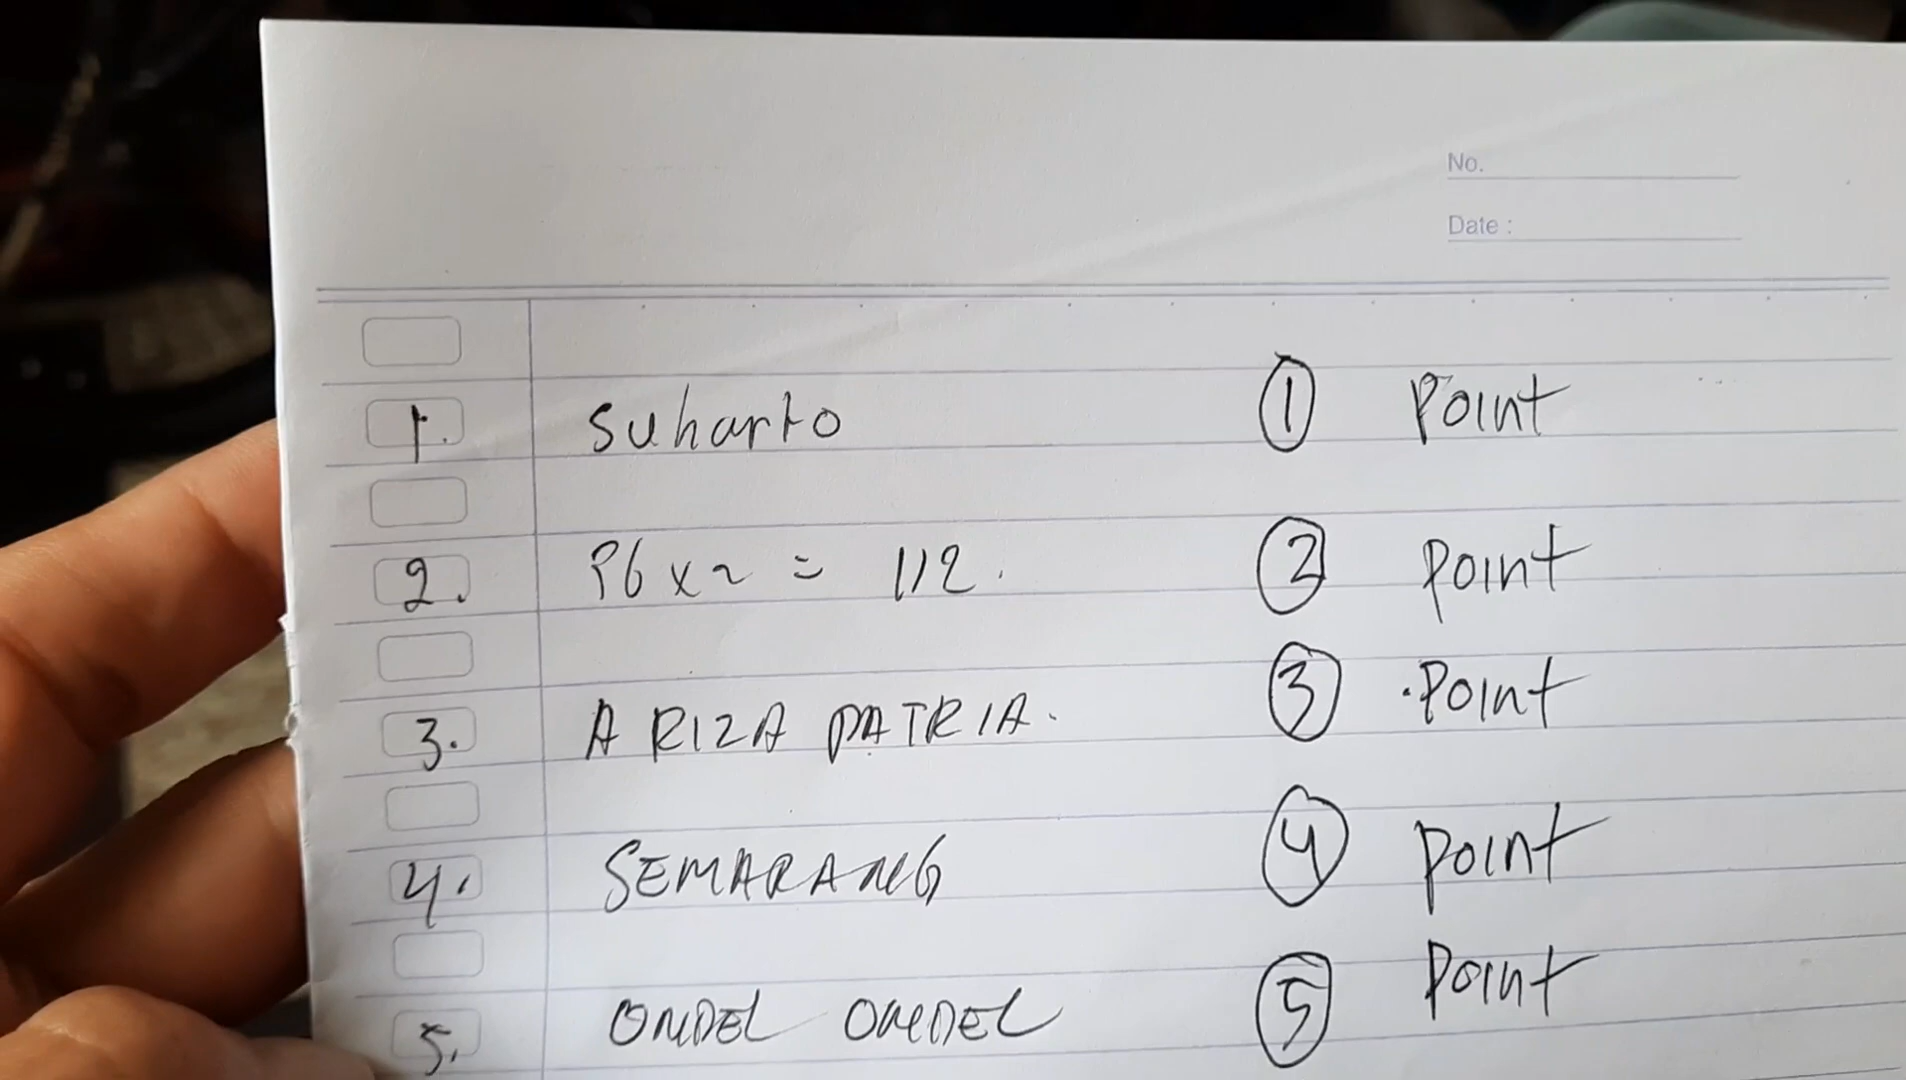 No.
Date :
1. Suharto ① Point
2. 56 x 2 = 112. ② Point
3. A RIZA PATRIA. ③ Point
4. SEMARANG ④ Point
5. ONDEL ONDEL ⑤ Point